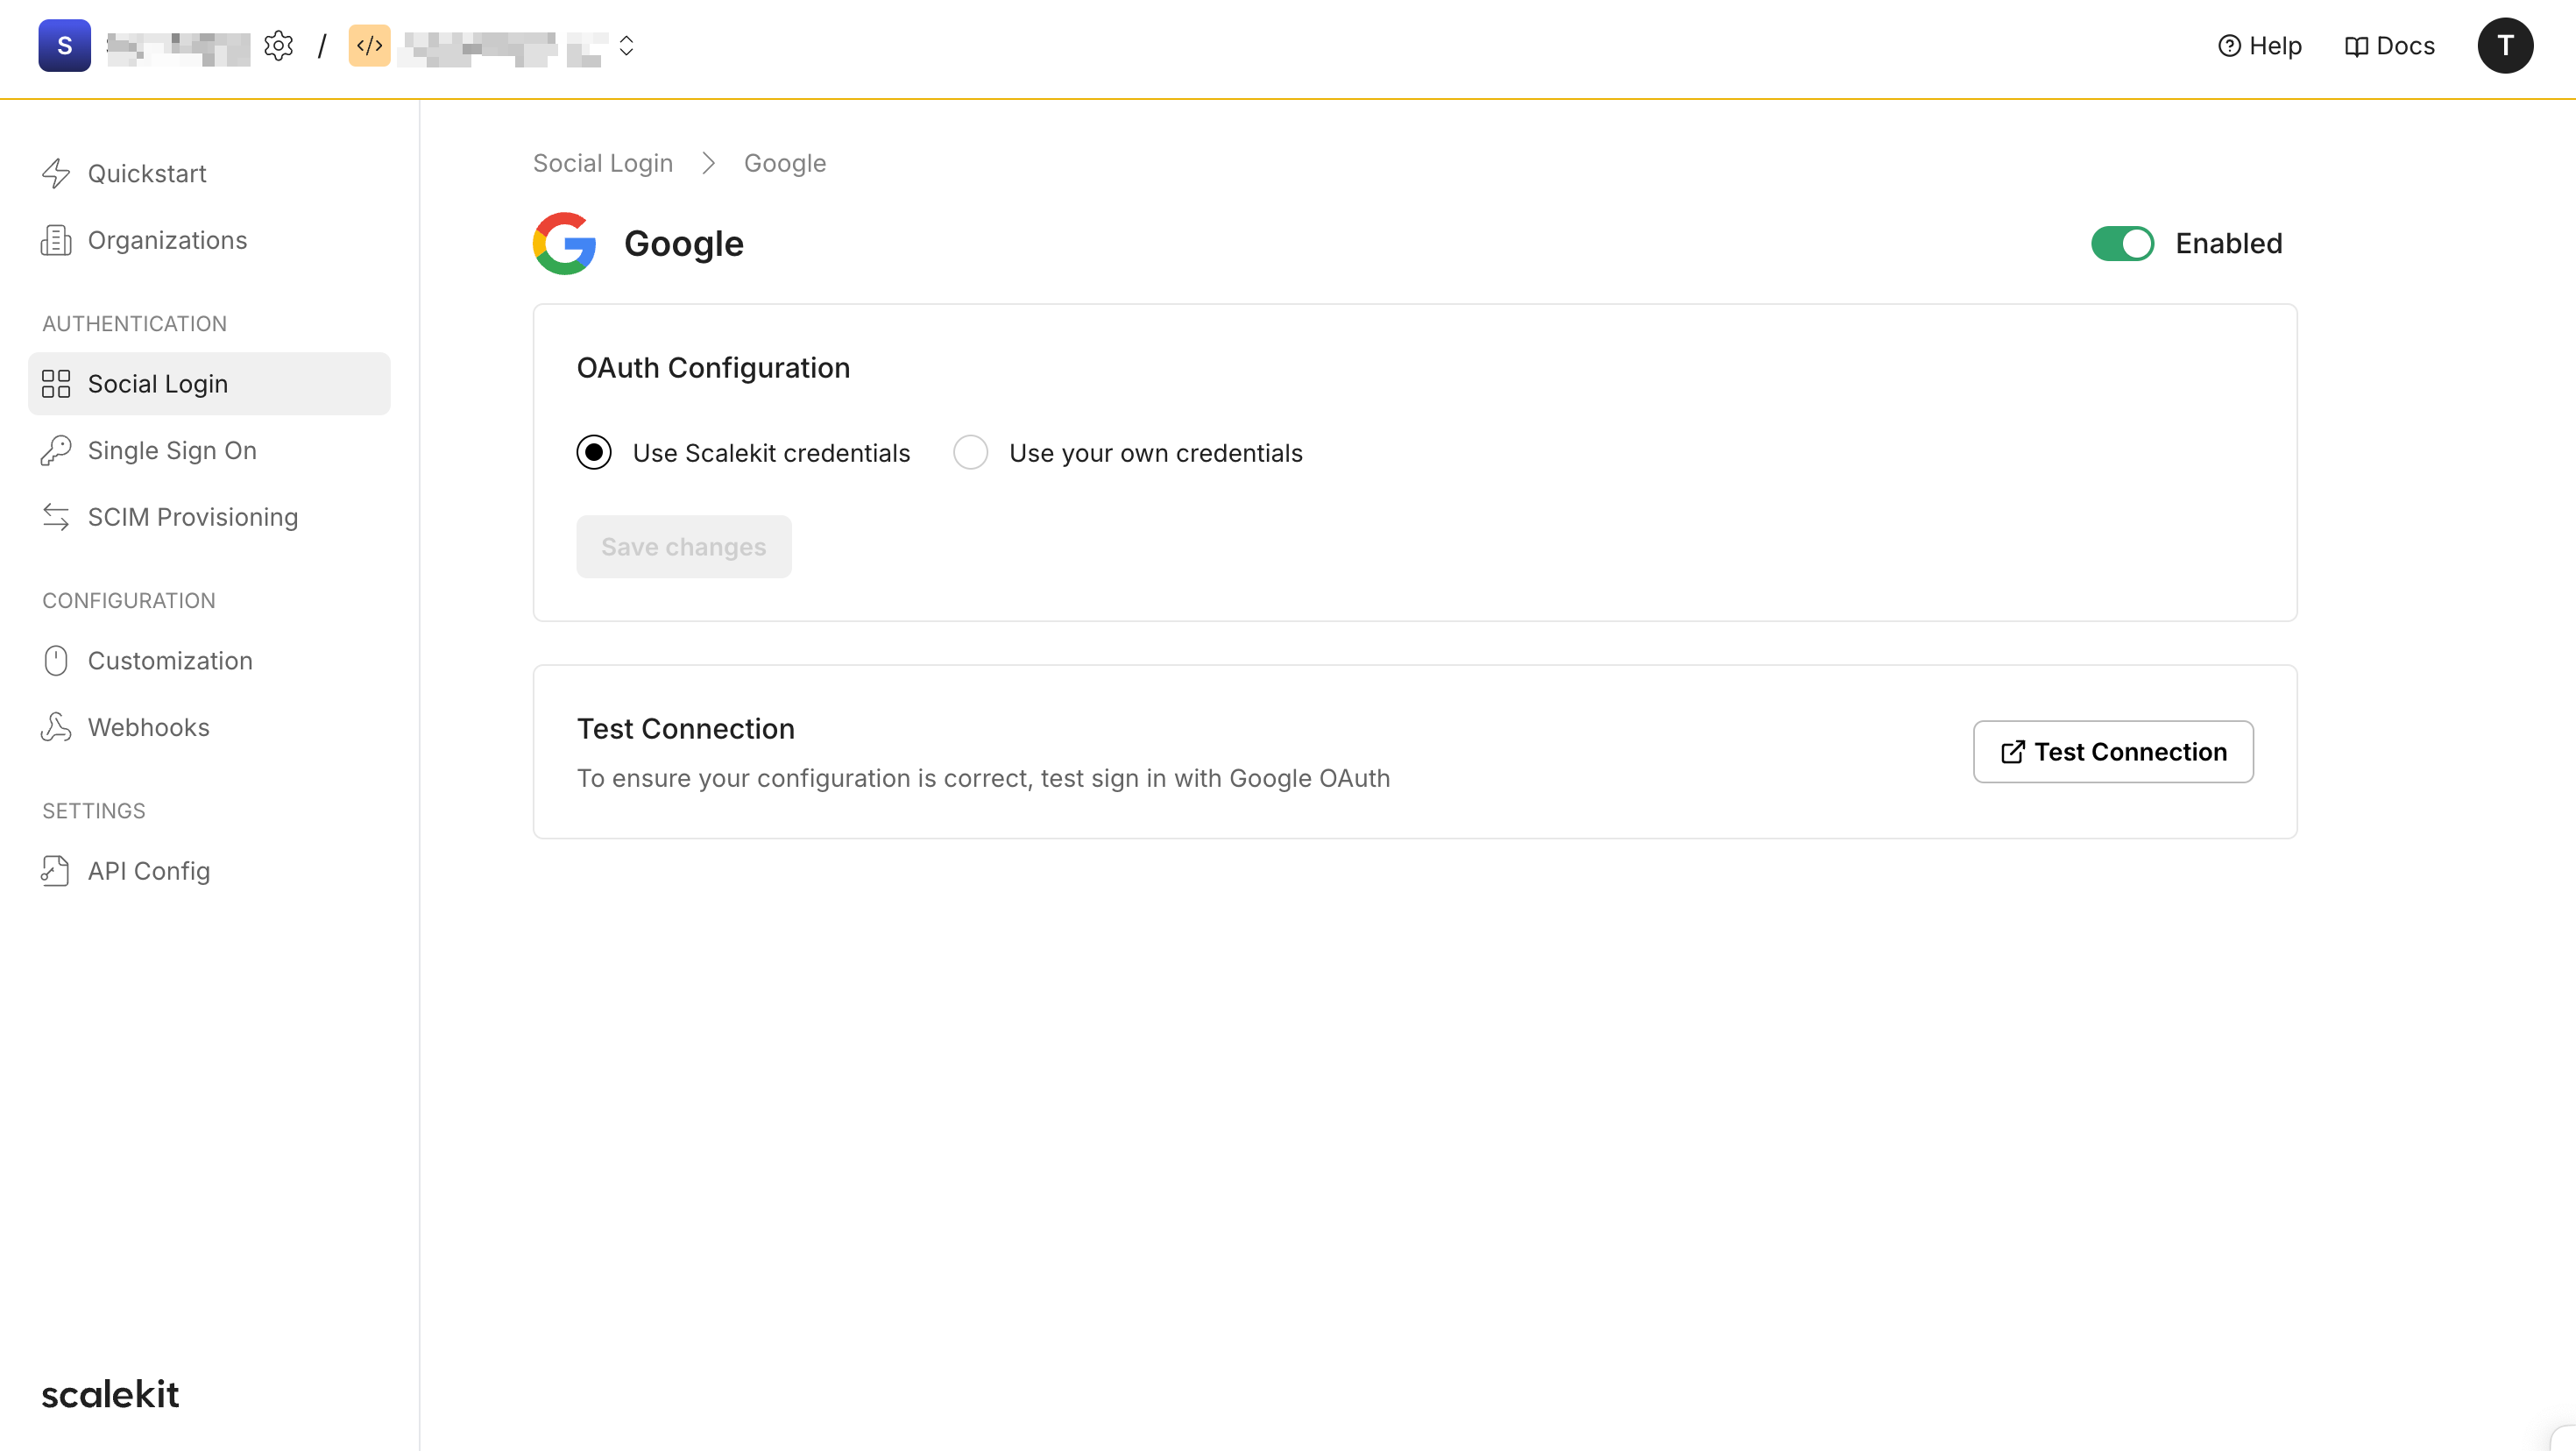 S / </> Help Docs T
Quickstart
Organizations
AUTHENTICATION
Social Login
Single Sign On
SCIM Provisioning
CONFIGURATION
Customization
Webhooks
SETTINGS
API Config
scalekit
Social Login > Google
Google Enabled
OAuth Configuration
Use Scalekit credentials Use your own credentials
Save changes
Test Connection
To ensure your configuration is correct, test sign in with Google OAuth
Test Connection